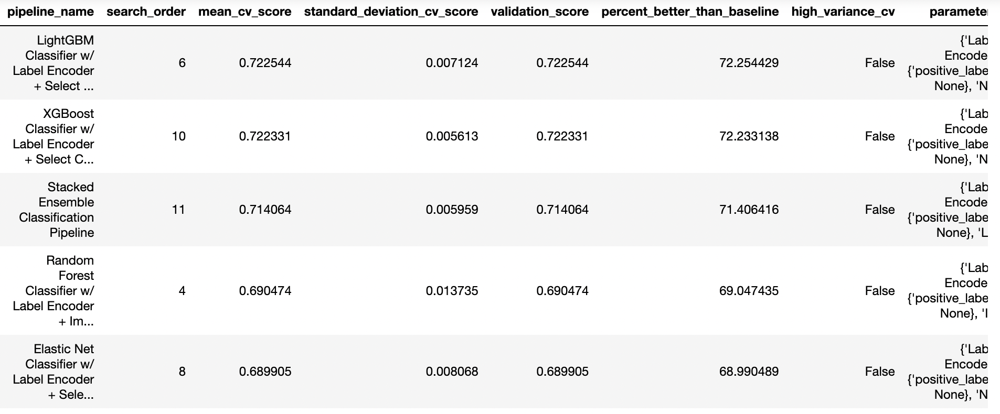 pipeline_name search_order mean_cv_score standard_deviation_cv_score validation_score percent_better_than_baseline high_variance_cv parameter
LightGBM
Classifier w/
Label Encoder
+ Select ...
6 0.722544 0.007124 0.722544 72.254429 False
{'Lab
Encode
{'positive_labe
None}, 'N
XGBoost
Classifier w/
Label Encoder
+ Select C...
10 0.722331 0.005613 0.722331 72.233138 False
{'Lab
Encode
{'positive_labe
None}, 'N
Stacked
Ensemble
Classification
Pipeline
11 0.714064 0.005959 0.714064 71.406416 False
{'Lab
Encode
{'positive_labe
None}, 'L
Random
Forest
Classifier w/
Label Encoder
+ Im...
4 0.690474 0.013735 0.690474 69.047435 False
{'Lab
Encode
{'positive_labe
None}, 'I
Elastic Net
Classifier w/
Label Encoder
+ Sele...
8 0.689905 0.008068 0.689905 68.990489 False
{'Lab
Encode
{'positive_labe
None}, 'N